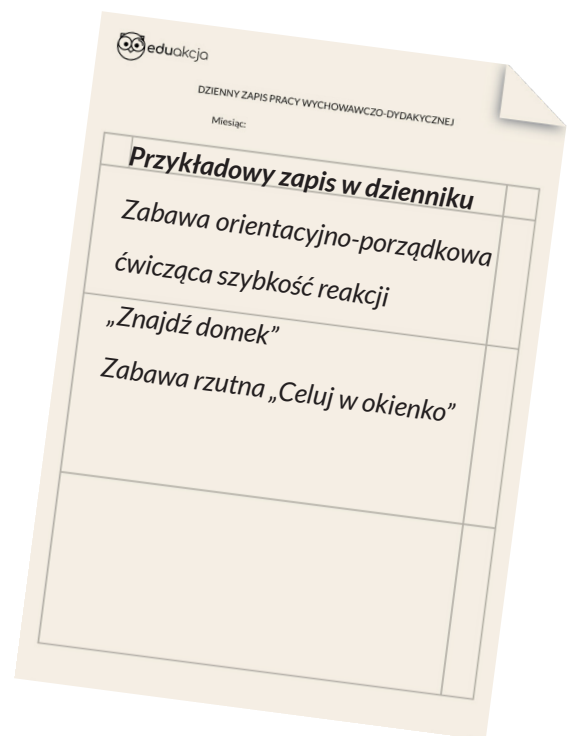 eduakcja
DZIENNY ZAPIS PRACY WYCHOWAWCZO-DYDAKTYCZNEJ
Miesiąc:
Przykładowy zapis w dzienniku
Zabawa orientacyjno-porządkowa
ćwicząca szybkość reakcji
„Znajdź domek”
Zabawa rzutna „Celuj w okienko”